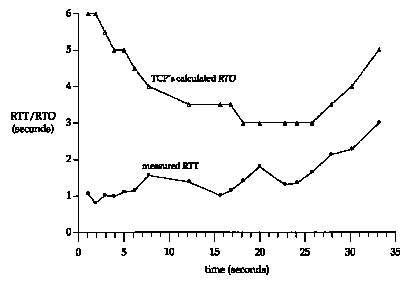 6
5
4
3
2
1
0
RTT/RTO
(seconds)
TCP's calculated RTO
measured RTT
0 5 10 15 20 25 30 35
time (seconds)